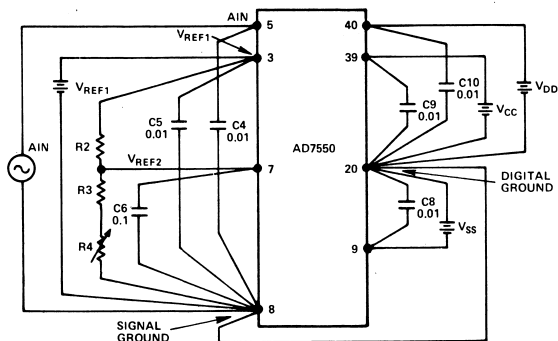 AIN
5
40
VREF1
3
39
VREF1
C10
0.01
VDD
C9
0.01
VCC
C5
0.01
C4
0.01
AD7550
AIN
R2
VREF2
7
20
DIGITAL
GROUND
R3
C6
0.1
C8
0.01
VSS
R4
9
8
SIGNAL
GROUND